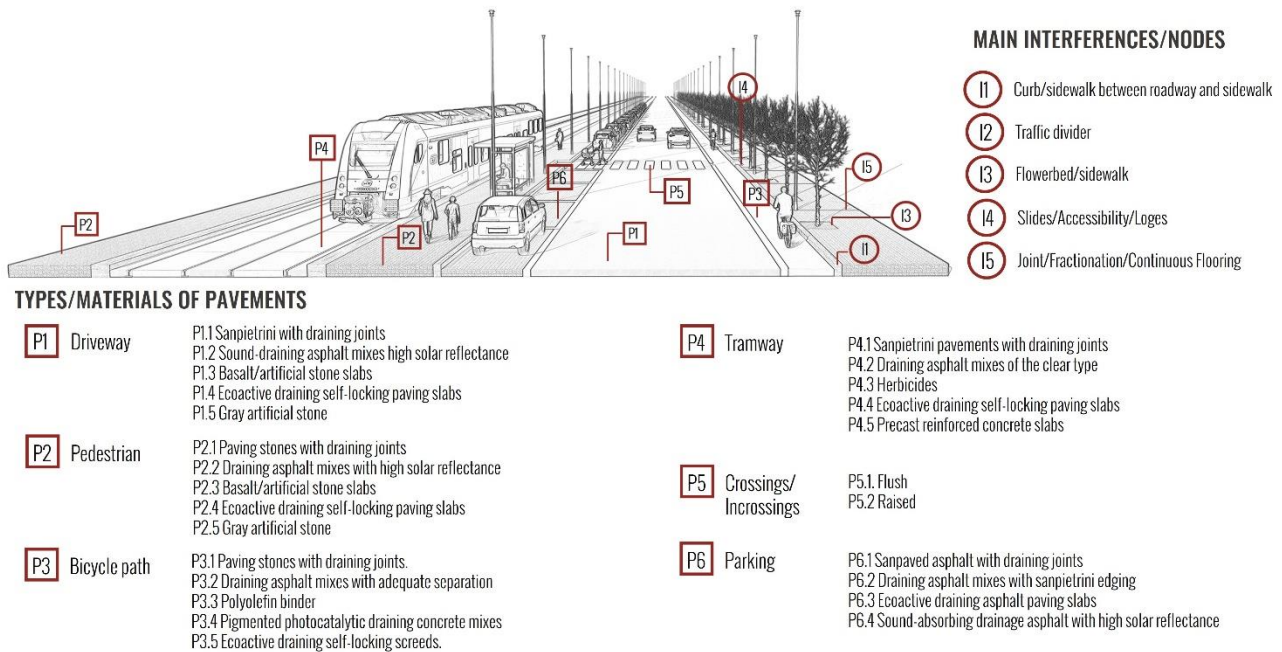 MAIN INTERFERENCES/NODES
I1 Curb/sidewalk between roadway and sidewalk
I2 Traffic divider
I3 Flowerbed/sidewalk
I4 Slides/Accessibility/Loges
I5 Joint/Fractionation/Continuous Flooring
I4
P4
P6
P5
P3
I5
P2
P2
P1
I3
I1
TYPES/MATERIALS OF PAVEMENTS
P1 Driveway
P1.1 Sanpietrini with draining joints
P1.2 Sound-draining asphalt mixes high solar reflectance
P1.3 Basalt/artificial stone slabs
P1.4 Ecoactive draining self-locking paving slabs
P1.5 Gray artificial stone
P2 Pedestrian
P2.1 Paving stones with draining joints
P2.2 Draining asphalt mixes with high solar reflectance
P2.3 Basalt/artificial stone slabs
P2.4 Ecoactive draining self-locking paving slabs
P2.5 Gray artificial stone
P3 Bicycle path
P3.1 Paving stones with draining joints.
P3.2 Draining asphalt mixes with adequate separation
P3.3 Polyolefin binder
P3.4 Pigmented photocatalytic draining concrete mixes
P3.5 Ecoactive draining self-locking screeds.
P4 Tramway
P4.1 Sanpietrini pavements with draining joints
P4.2 Draining asphalt mixes of the clear type
P4.3 Herbicides
P4.4 Ecoactive draining self-locking paving slabs
P4.5 Precast reinforced concrete slabs
P5 Crossings/
Incrossings
P5.1. Flush
P5.2 Raised
P6 Parking
P6.1 Sanpaved asphalt with draining joints
P6.2 Draining asphalt mixes with sanpietrini edging
P6.3 Ecoactive draining asphalt paving slabs
P6.4 Sound-absorbing drainage asphalt with high solar reflectance